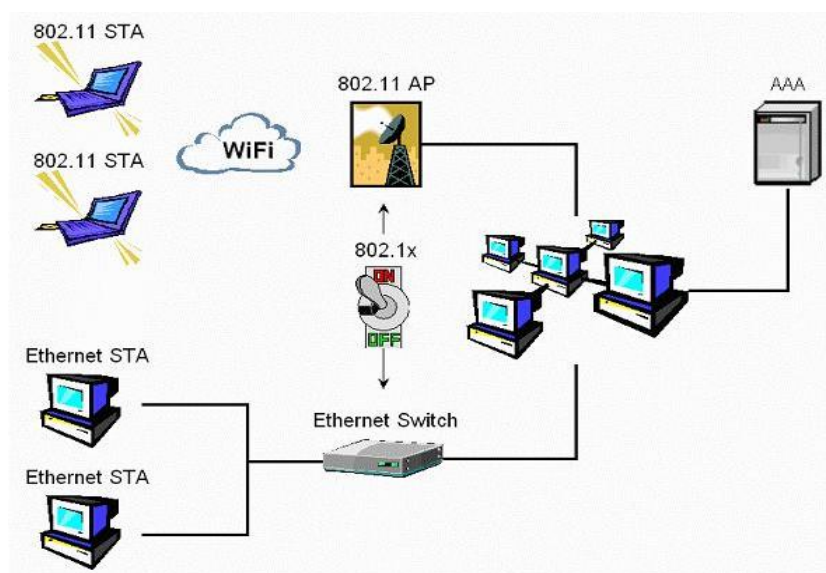 802.11 STA
802.11 AP
AAA
WiFi
802.11 STA
802.1x
ON
OFF
Ethernet STA
Ethernet Switch
Ethernet STA